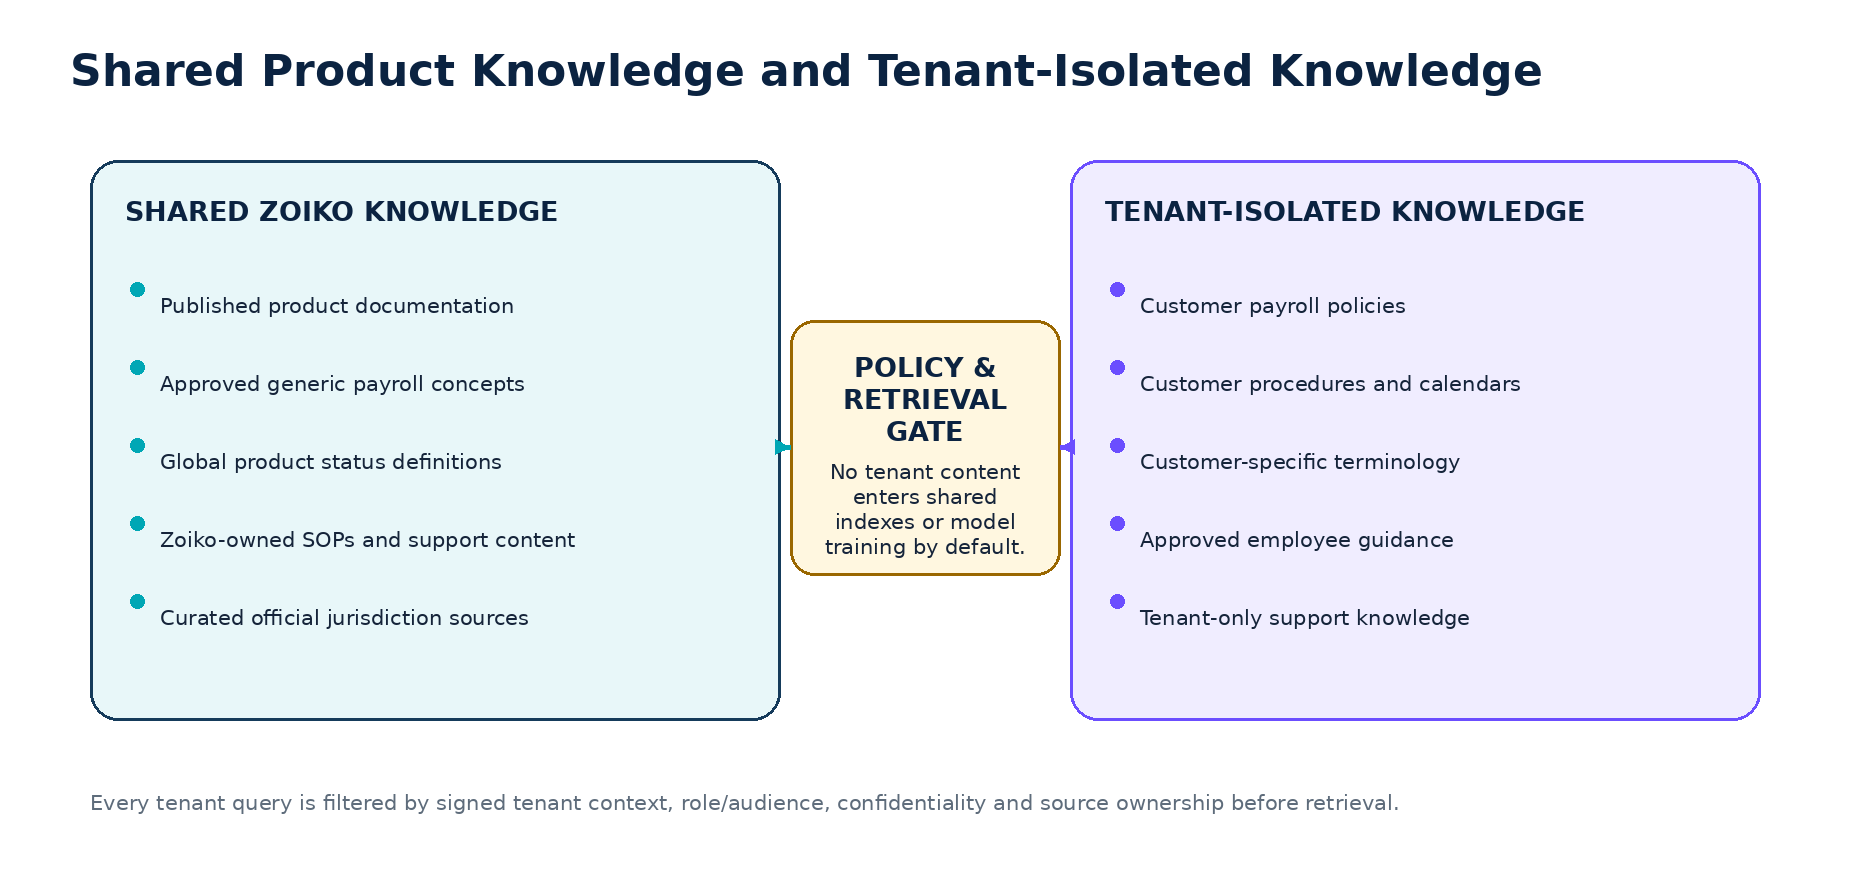 Shared Product Knowledge and Tenant-Isolated Knowledge
SHARED ZOIKO KNOWLEDGE
Published product documentation
Approved generic payroll concepts
Global product status definitions
Zoiko-owned SOPs and support content
Curated official jurisdiction sources
POLICY &
RETRIEVAL
GATE
No tenant content
enters shared
indexes or model
training by default.
TENANT-ISOLATED KNOWLEDGE
Customer payroll policies
Customer procedures and calendars
Customer-specific terminology
Approved employee guidance
Tenant-only support knowledge
Every tenant query is filtered by signed tenant context, role/audience, confidentiality and source ownership before retrieval.